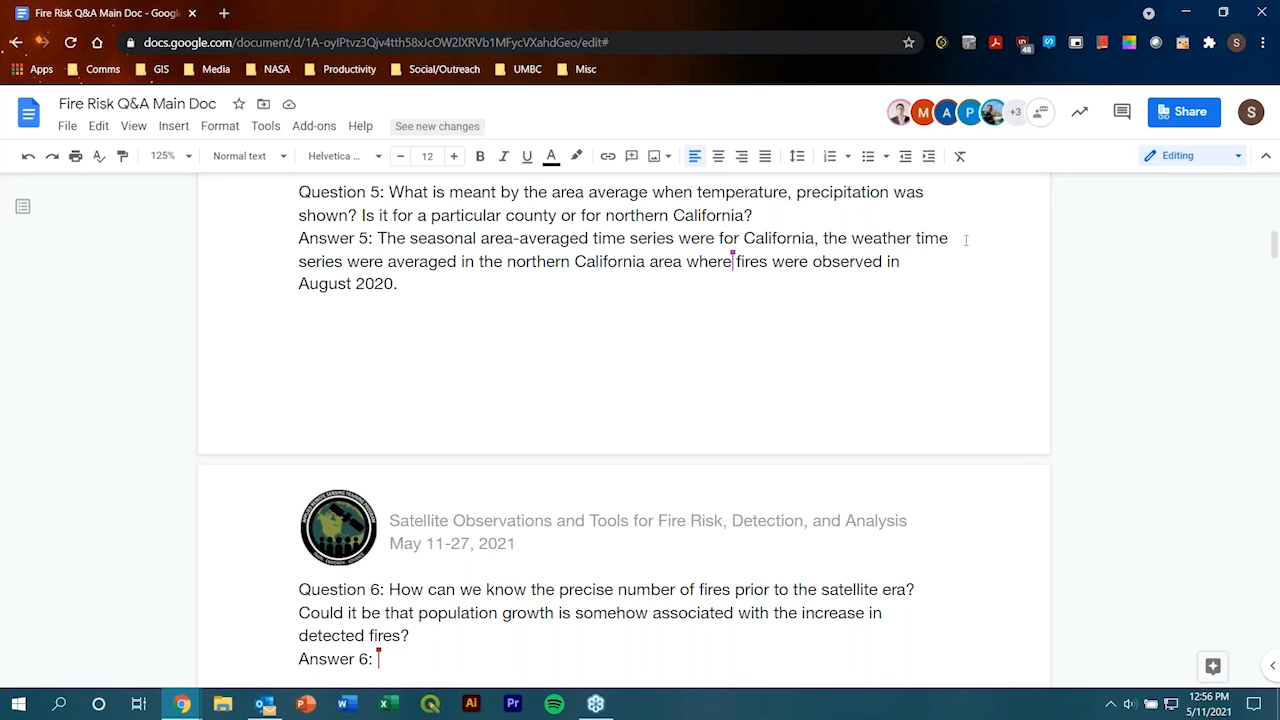 Fire Risk Q&A Main Doc - Googl
docs.google.com/document/d/1A-oyIPtvz3Qjv4tth58xJcOW2lXRVb1MFycVXahdGeo/edit#
48
S
Apps Comms GIS Media NASA Productivity Social/Outreach UMBC Misc
Fire Risk Q&A Main Doc
M A P +3 Share S
File Edit View Insert Format Tools Add-ons Help See new changes
125% Normal text Helvetica ... 12 B I U A Editing
Question 5: What is meant by the area average when temperature, precipitation was
shown? Is it for a particular county or for northern California?
Answer 5: The seasonal area-averaged time series were for California, the weather time
series were averaged in the northern California area where fires were observed in
August 2020.
Satellite Observations and Tools for Fire Risk, Detection, and Analysis
May 11-27, 2021
Question 6: How can we know the precise number of fires prior to the satellite era?
Could it be that population growth is somehow associated with the increase in
detected fires?
Answer 6:
Ai Pr
12:56 PM
5/11/2021